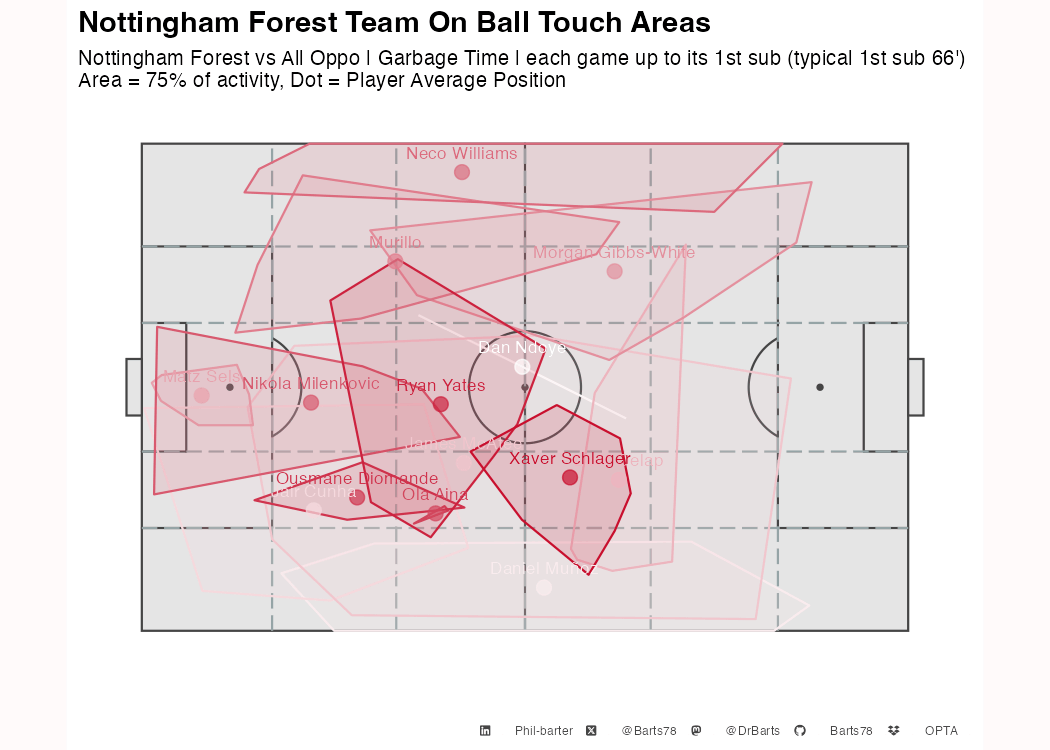 Nottingham Forest Team On Ball Touch Areas
Nottingham Forest vs All Oppo | Garbage Time | each game up to its 1st sub (typical 1st sub 66')
Area = 75% of activity, Dot = Player Average Position
Neco Williams
Murillo
Morgan Gibbs-White
Dan Ndoye
Matz Sels
Nikola Milenkovic
Ryan Yates
Xaver Schlager
Ousmane Diomande
Cunha
Ola Aina
Daniel Muñoz
Phil-barter
@Barts78
@DrBarts
Barts78
OPTA